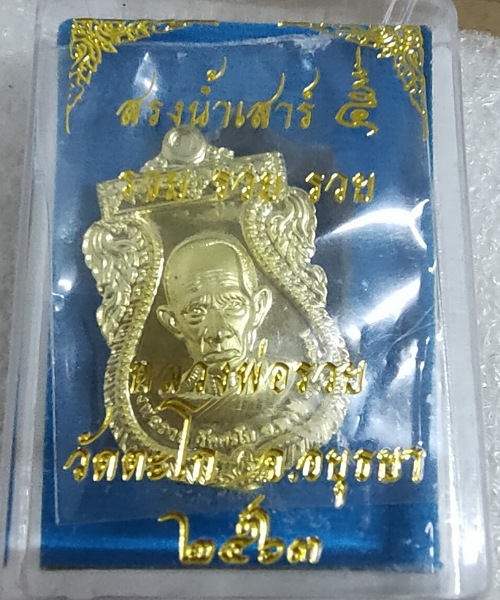 สรงน้ำเสาร์ ๕
รวย รวย รวย
หลวงพ่อรวย
วัดตะโก จ.อยุธยา
๒๕๖๓